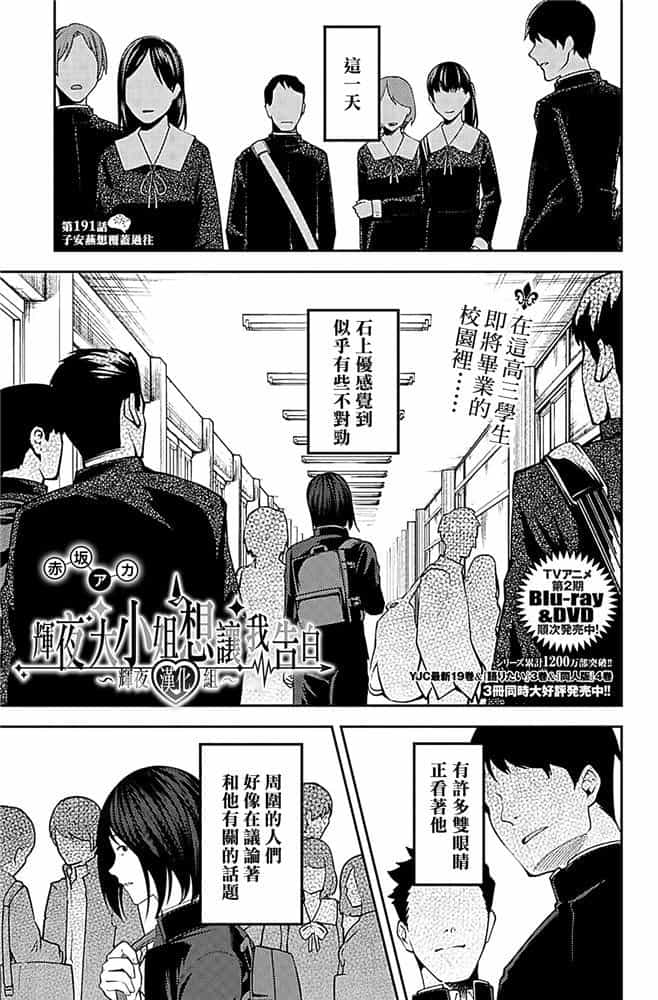 這一天
第191話
子安燕想覆蓋過往
在這高三學生
即將畢業的
校園裡……
石上優感覺到
似乎有些不對勁
赤坂アカ
輝夜大小姐想讓我告白
～輝夜漢化組～
TVアニメ
第2期
Blu-ray
&DVD
順次発売中!
シリーズ累計1200万部突破!!
YJC最新19巻&『語りたい』3巻&『同人版』4巻
3冊同時大好評発売中!!
有許多雙眼睛
正看著他
周圍的人們
好像在議論著
和他有關的話題